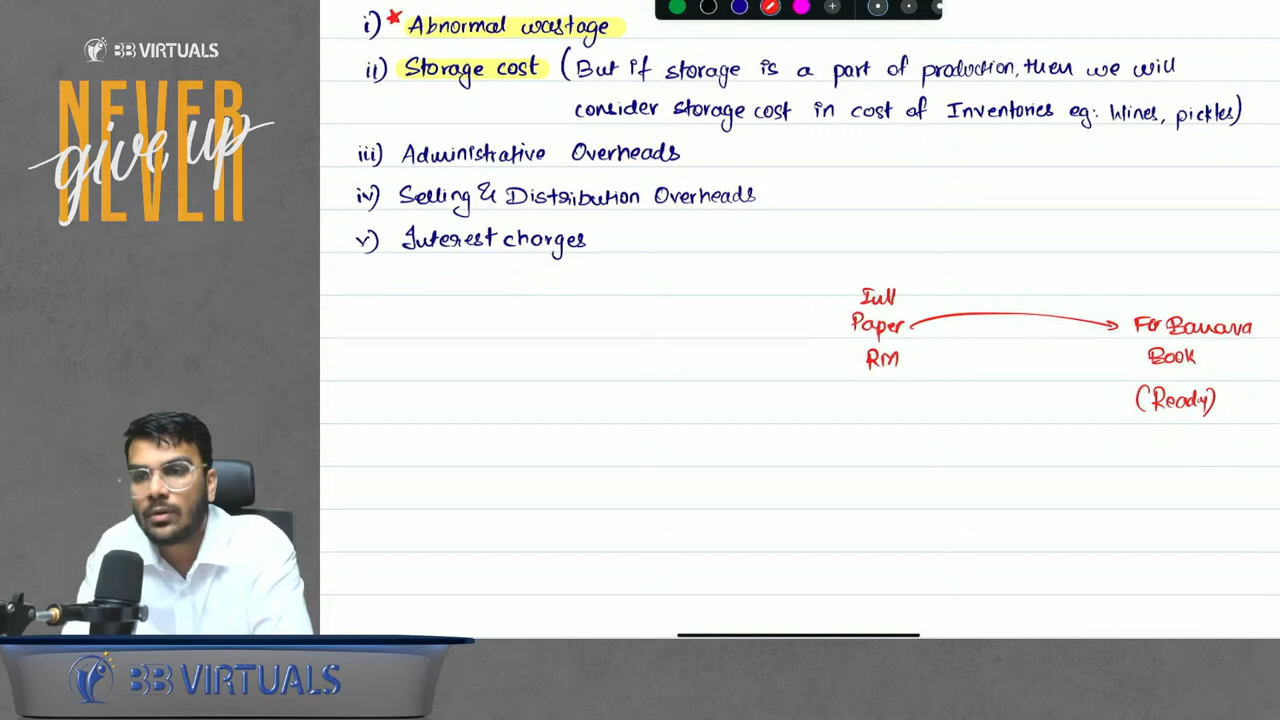 BB VIRTUALS
NEVER
give up
NEVER
i) * Abnormal wastage
ii) Storage cost (But if storage is a part of production, then we will
consider storage cost in cost of Inventories eg: Wines, pickles)
iii) Administrative Overheads
iv) Selling & Distribution Overheads
v) Interest charges
Paper
RM
Banana
Book
(Ready)
BB VIRTUALS